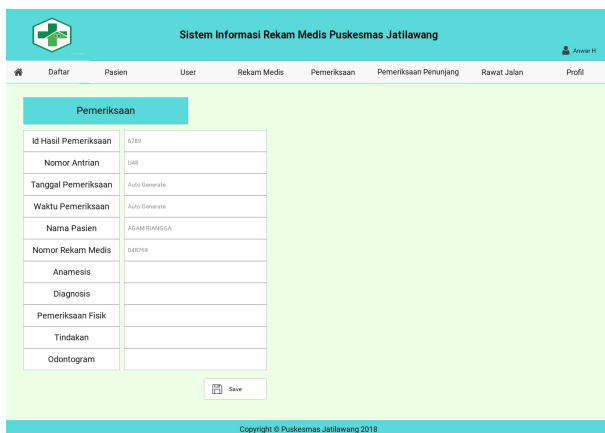 Sistem Informasi Rekam Medis Puskesmas Jatilawang
Anwar H
Daftar Pasien User Rekam Medis Pemeriksaan Pemeriksaan Penunjang Rawat Jalan Profil
Pemeriksaan
Id Hasil Pemeriksaan 6789
Nomor Antrian U48
Tanggal Pemeriksaan Auto Generate
Waktu Pemeriksaan Auto Generate
Nama Pasien AGAM RIANGGA
Nomor Rekam Medis 048769
Anamesis
Diagnosis
Pemeriksaan Fisik
Tindakan
Odontogram
Save
Copyright © Puskesmas Jatilawang 2018